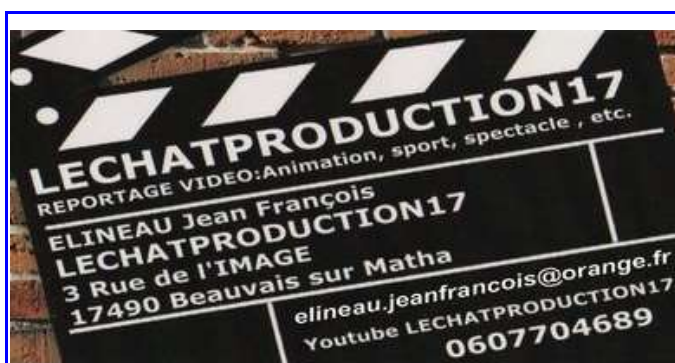 LECHATPRODUCTION17
REPORTAGE VIDEO:Animation, sport, spectacle , etc.
ELINEAU Jean François
LECHATPRODUCTION17
3 Rue de l'IMAGE
17490 Beauvais sur Matha
elineau.jeanfrancois@orange.fr
Youtube LECHATPRODUCTION17
0607704689